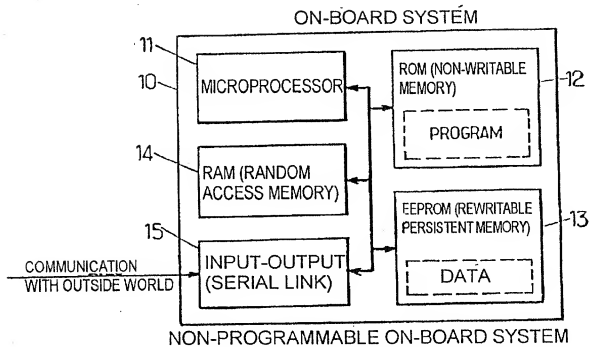 ON-BOARD SYSTEM
11
10
MICROPROCESSOR
ROM (NON-WRITABLE
MEMORY)
12
PROGRAM
14
RAM (RANDOM
ACCESS MEMORY)
15
EEPROM (REWRITABLE
PERSISTENT MEMORY)
13
INPUT-OUTPUT
(SERIAL LINK)
DATA
COMMUNICATION
WITH OUTSIDE WORLD
NON-PROGRAMMABLE ON-BOARD SYSTEM